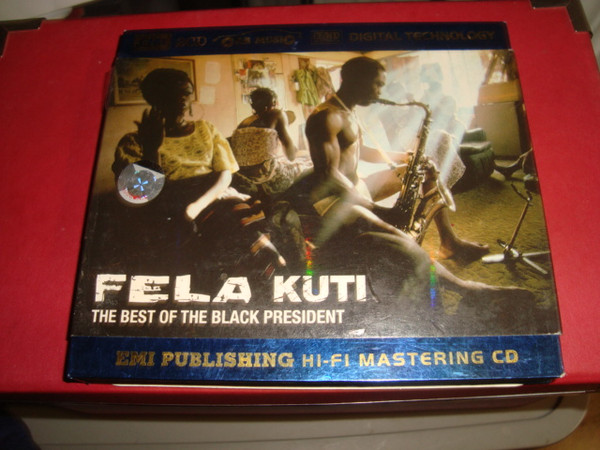 DIGITAL TECHNOLOGY
FELA KUTI
THE BEST OF THE BLACK PRESIDENT
EMI PUBLISHING HI-FI MASTERING CD